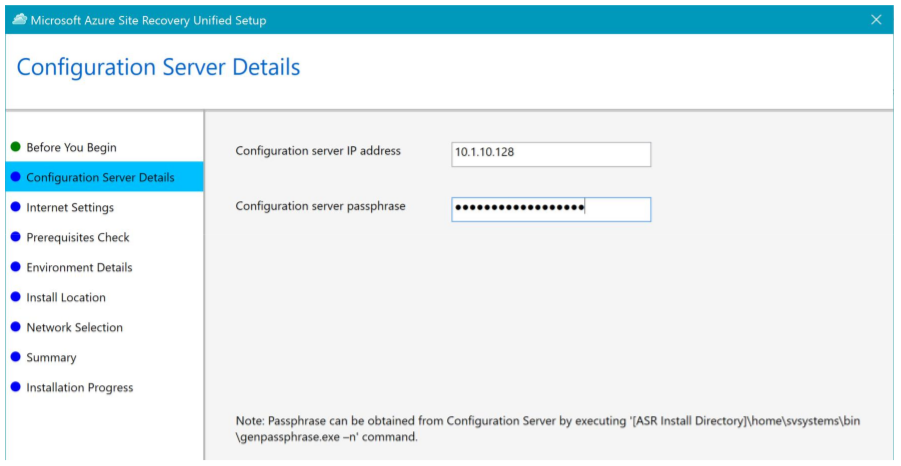 Microsoft Azure Site Recovery Unified Setup
Configuration Server Details
Before You Begin
Configuration Server Details
Internet Settings
Prerequisites Check
Environment Details
Install Location
Network Selection
Summary
Installation Progress
Configuration server IP address
10.1.10.128
Configuration server passphrase
••••••••••••••••••
Note: Passphrase can be obtained from Configuration Server by executing '[ASR Install Directory]\home\svsystems\bin
\genpassphrase.exe –n' command.